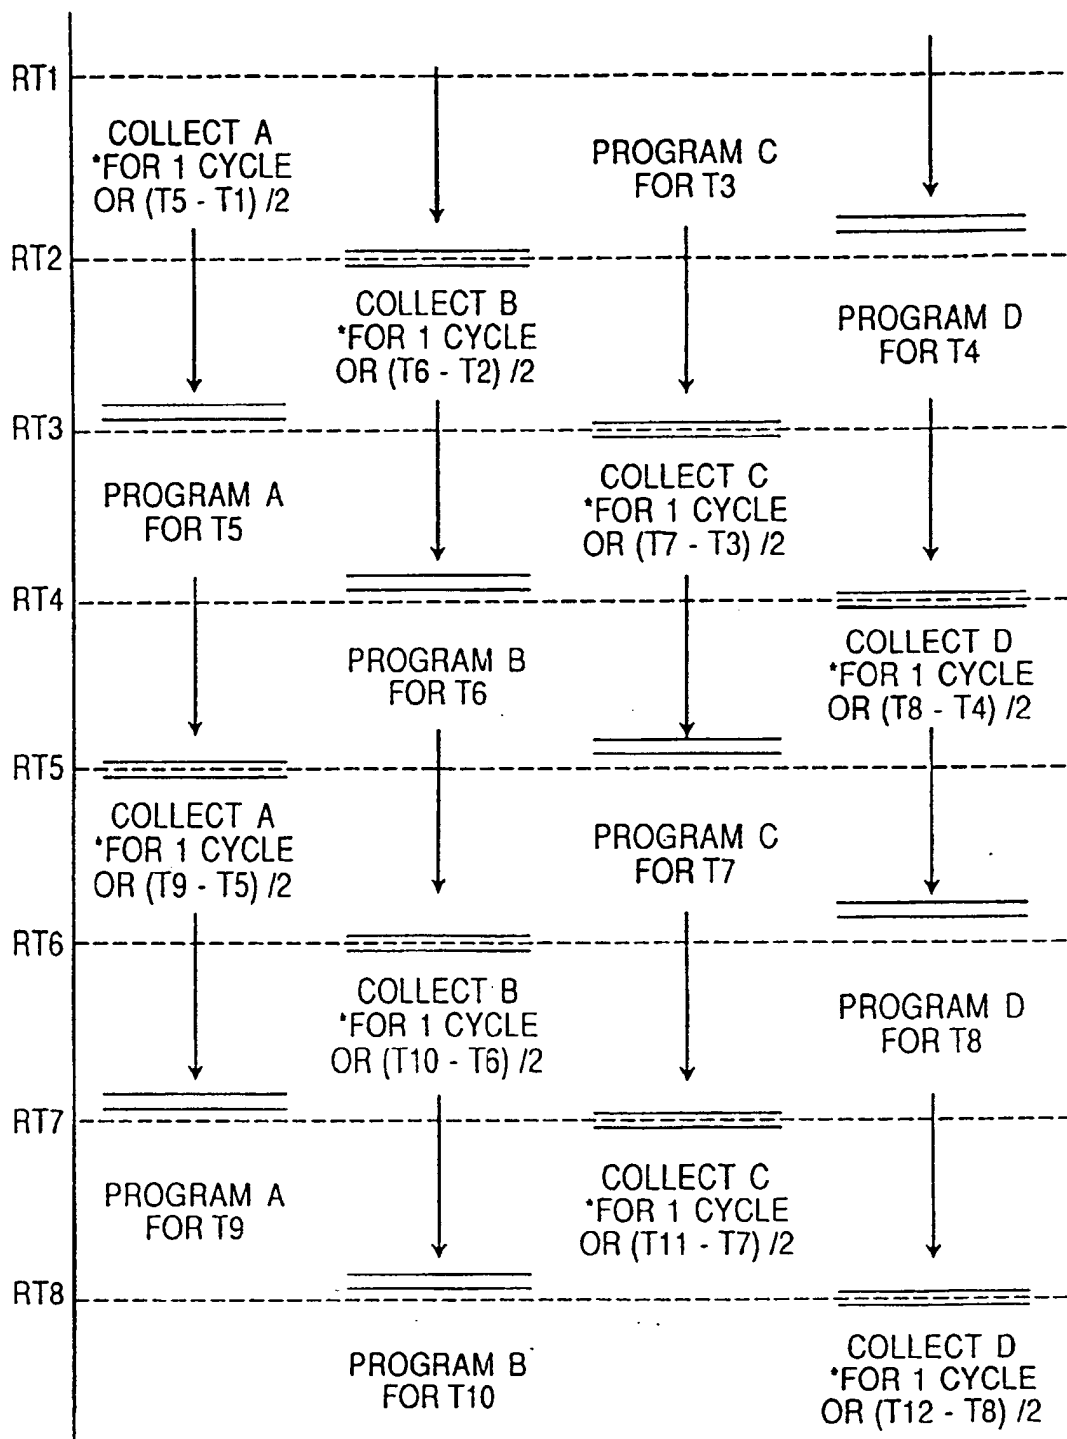 RT1
COLLECT A
*FOR 1 CYCLE
OR (T5 - T1) /2
PROGRAM C
FOR T3
RT2
COLLECT B
*FOR 1 CYCLE
OR (T6 - T2) /2
PROGRAM D
FOR T4
RT3
PROGRAM A
FOR T5
COLLECT C
*FOR 1 CYCLE
OR (T7 - T3) /2
RT4
PROGRAM B
FOR T6
COLLECT D
*FOR 1 CYCLE
OR (T8 - T4) /2
RT5
COLLECT A
*FOR 1 CYCLE
OR (T9 - T5) /2
PROGRAM C
FOR T7
RT6
COLLECT B
*FOR 1 CYCLE
OR (T10 - T6) /2
PROGRAM D
FOR T8
RT7
PROGRAM A
FOR T9
COLLECT C
*FOR 1 CYCLE
OR (T11 - T7) /2
RT8
PROGRAM B
FOR T10
COLLECT D
*FOR 1 CYCLE
OR (T12 - T8) /2